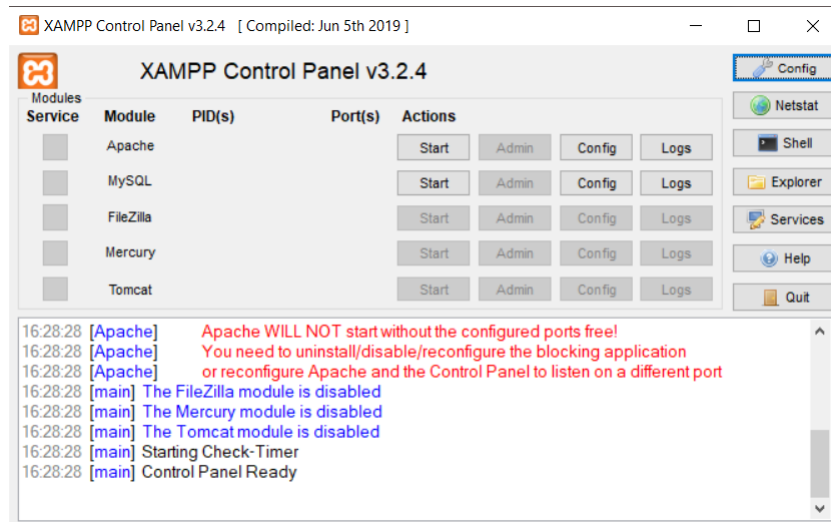 XAMPP Control Panel v3.2.4 [ Compiled: Jun 5th 2019 ]
XAMPP Control Panel v3.2.4
Config
Modules
Service Module PID(s) Port(s) Actions
Netstat
Apache Start Admin Config Logs
Shell
MySQL Start Admin Config Logs
Explorer
FileZilla Start Admin Config Logs
Services
Mercury Start Admin Config Logs
Help
Tomcat Start Admin Config Logs
Quit
16:28:28 [Apache] Apache WILL NOT start without the configured ports free!
16:28:28 [Apache] You need to uninstall/disable/reconfigure the blocking application
16:28:28 [Apache] or reconfigure Apache and the Control Panel to listen on a different port
16:28:28 [main] The FileZilla module is disabled
16:28:28 [main] The Mercury module is disabled
16:28:28 [main] The Tomcat module is disabled
16:28:28 [main] Starting Check-Timer
16:28:28 [main] Control Panel Ready